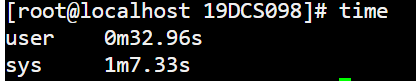 [root@localhost 19DCS098]# time
user    0m32.96s
sys     1m7.33s